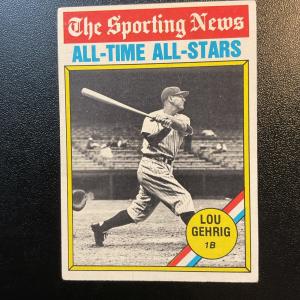 The Sporting News
ALL-TIME ALL-STARS
LOU
GEHRIG
1B